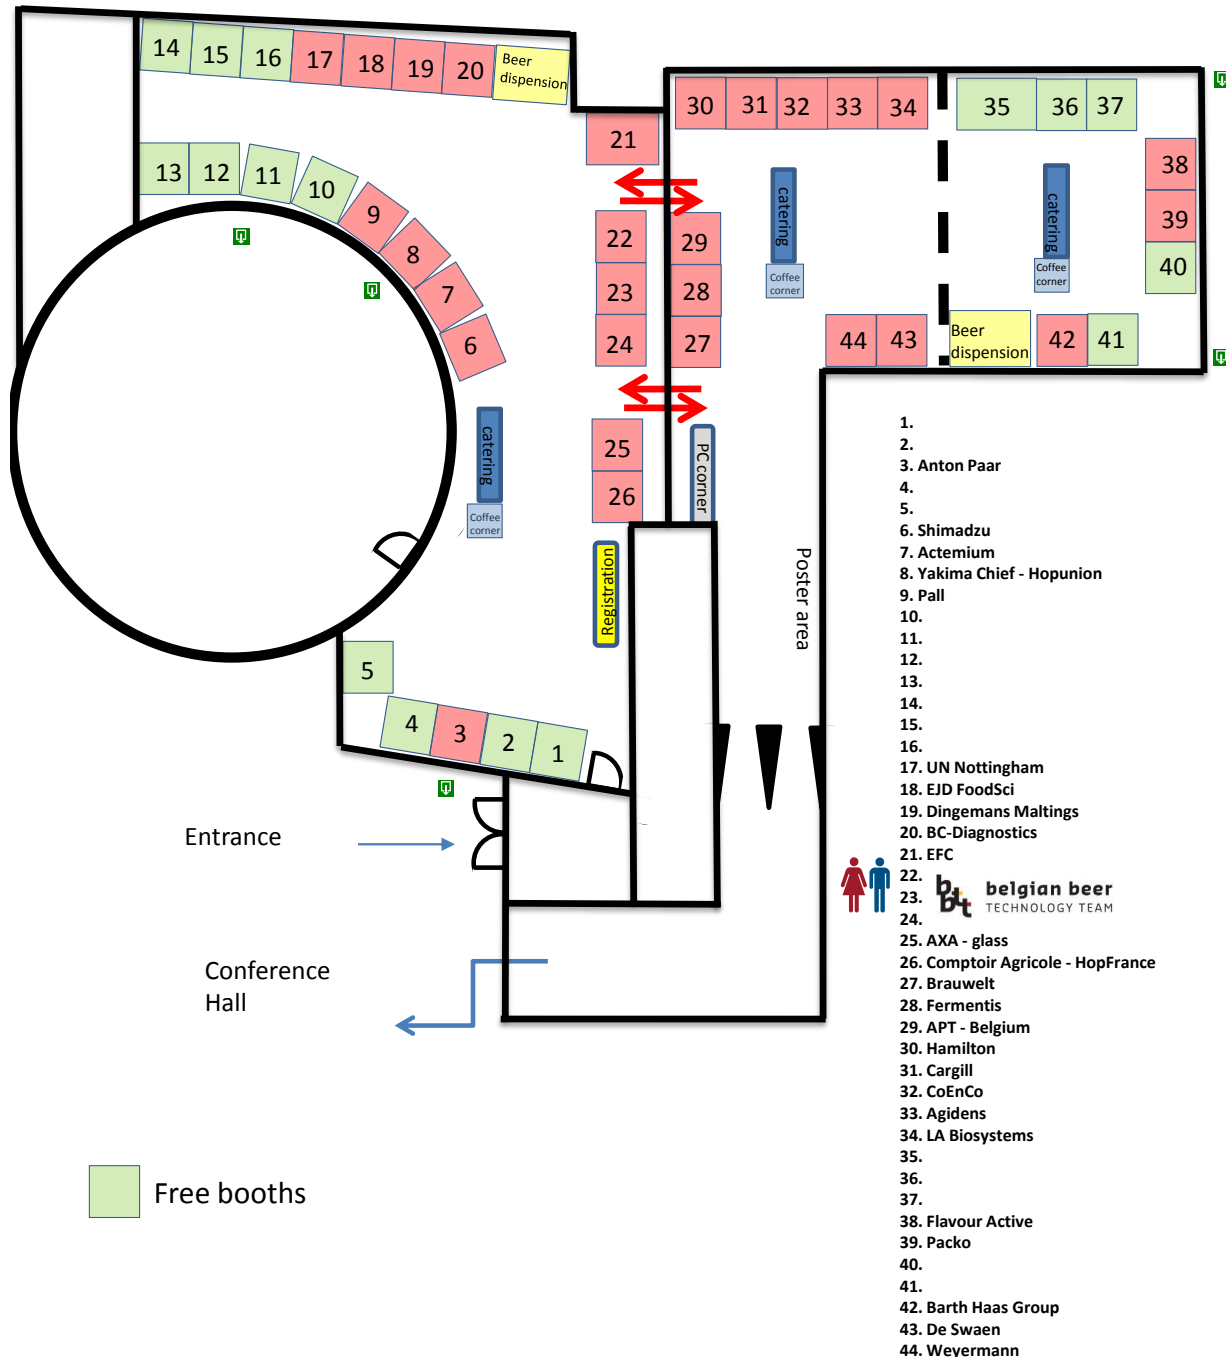 14 15 16 17 18 19 20
Beer
dispension
21
30 31 32 33 34
35 36 37
38
39
40
13 12 11 10 9 8 7 6
22
23
24
29
28
27
catering
Coffee
corner
catering
Coffee
corner
44 43
Beer
dispension
42 41
catering
Coffee
corner
25
26
PC corner
Registration
Poster area
5
4 3 2 1
Entrance
Conference
Hall
Free booths
1.
2.
3. Anton Paar
4.
5.
6. Shimadzu
7. Actemium
8. Yakima Chief - Hopunion
9. Pall
10.
11.
12.
13.
14.
15.
16.
17. UN Nottingham
18. EJD FoodSci
19. Dingemans Maltings
20. BC-Diagnostics
21. EFC
22.
23.
24.
bbtt belgian beer
TECHNOLOGY TEAM
25. AXA - glass
26. Comptoir Agricole - HopFrance
27. Brauwelt
28. Fermentis
29. APT - Belgium
30. Hamilton
31. Cargill
32. CoEnCo
33. Agidens
34. LA Biosystems
35.
36.
37.
38. Flavour Active
39. Packo
40.
41.
42. Barth Haas Group
43. De Swaen
44. Weyermann